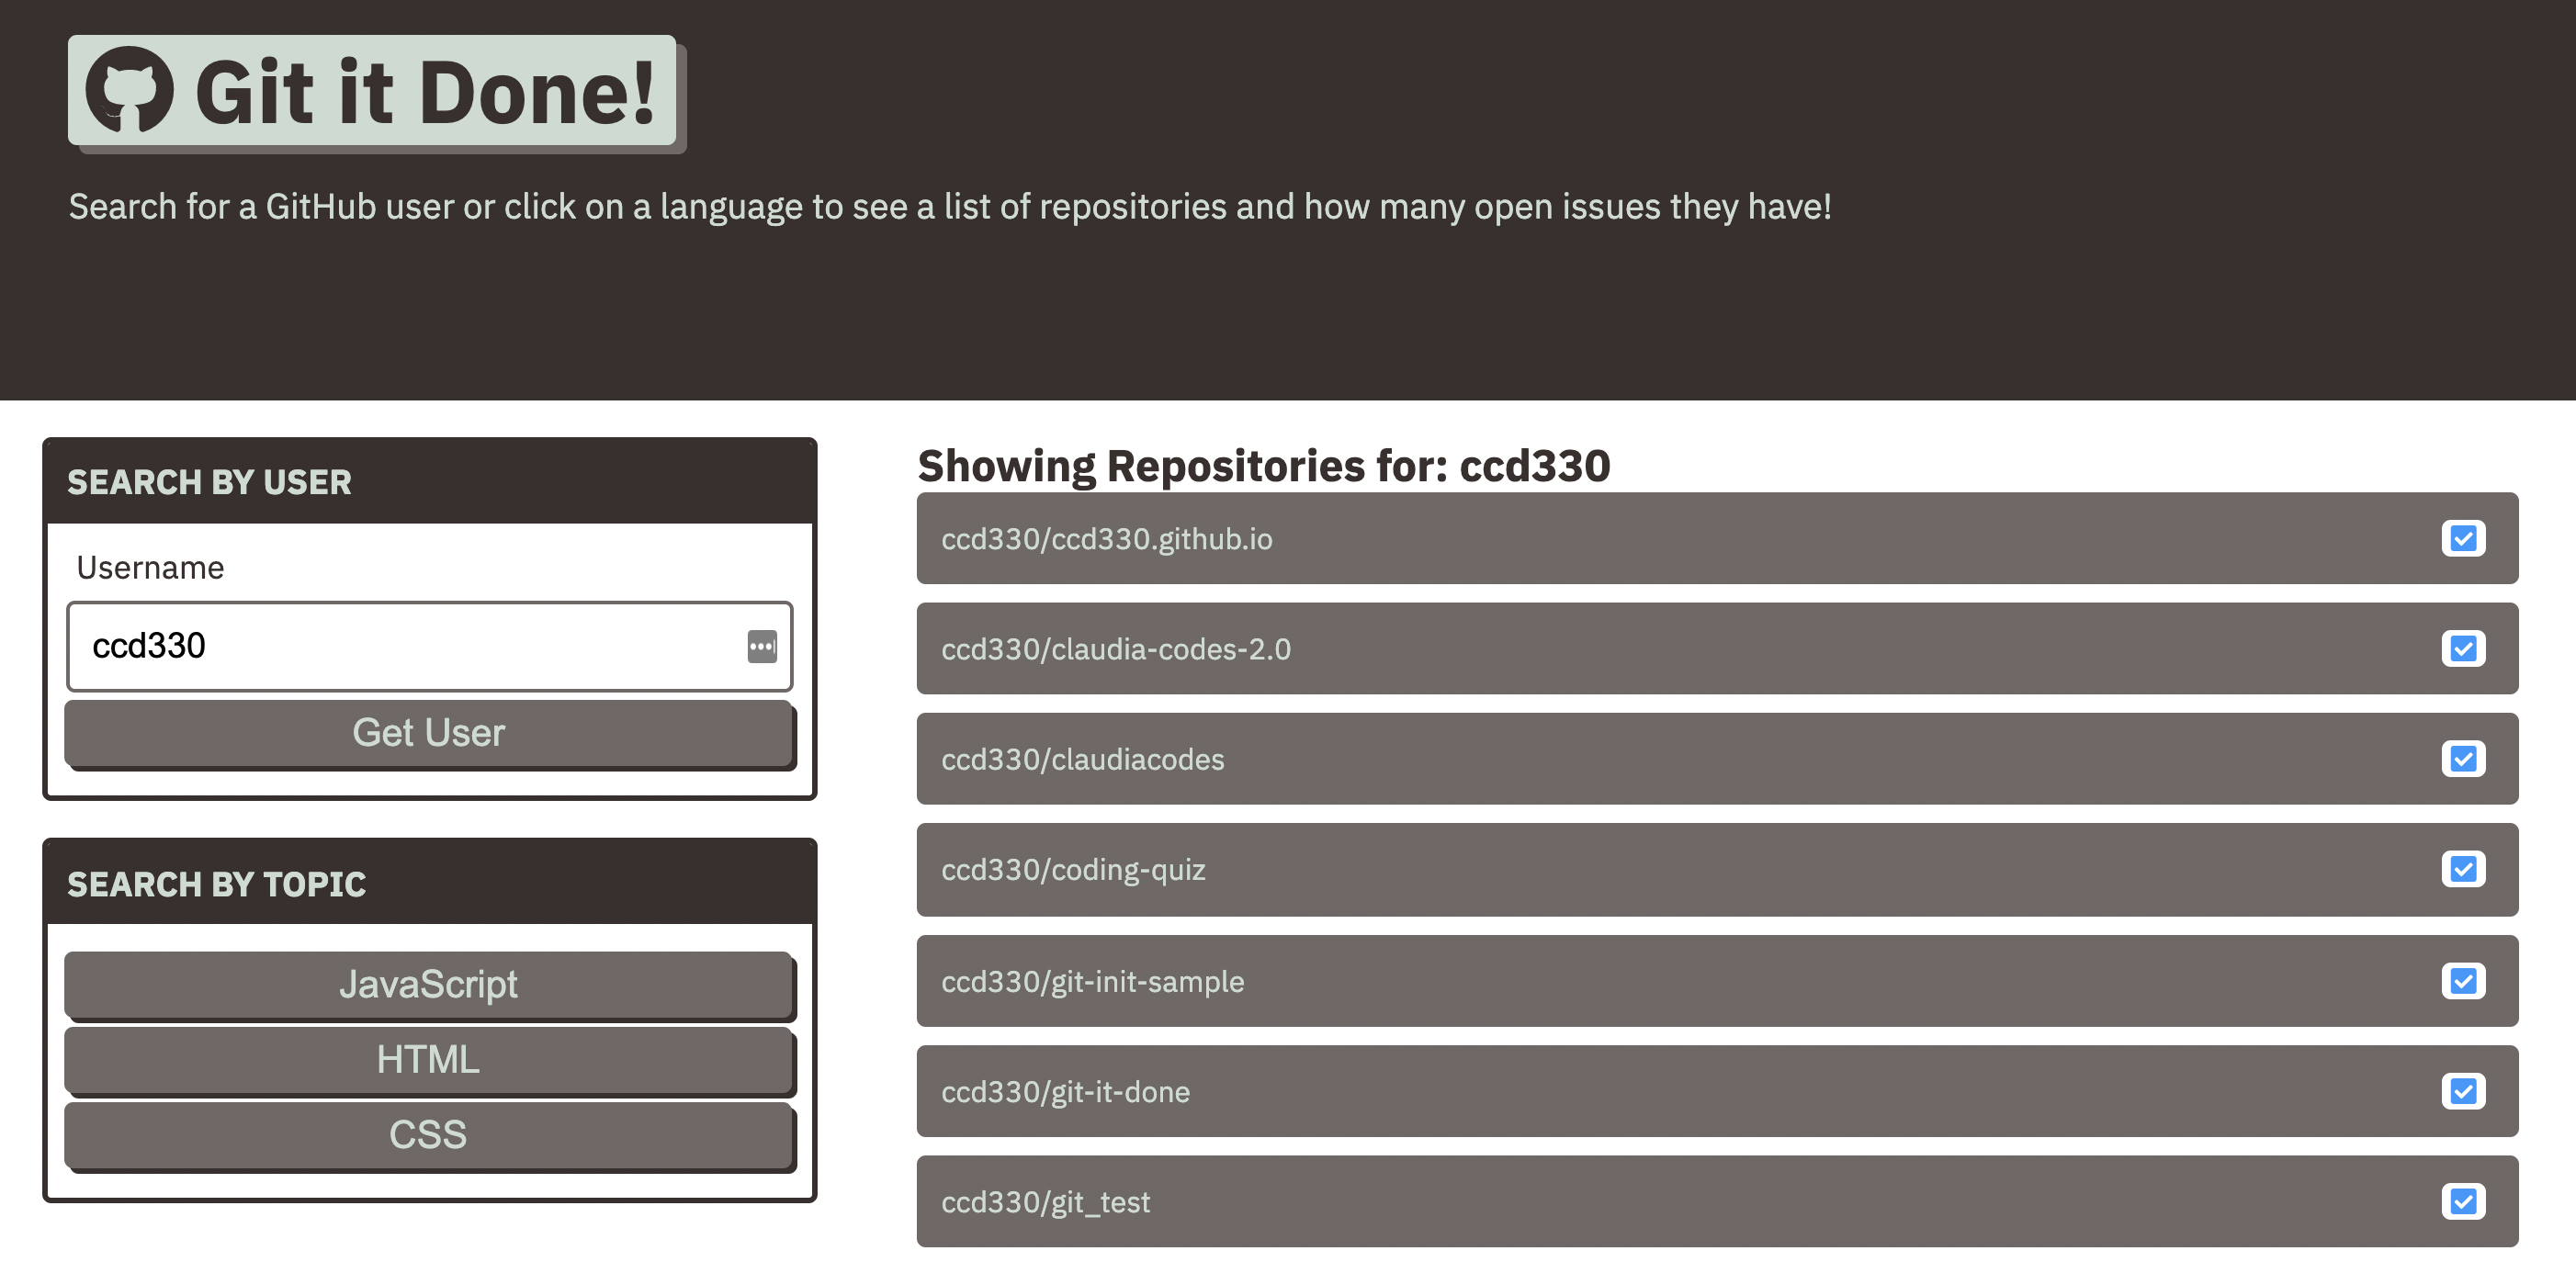 Git it Done!
Search for a GitHub user or click on a language to see a list of repositories and how many open issues they have!
SEARCH BY USER
Username
ccd330
Get User
SEARCH BY TOPIC
JavaScript
HTML
CSS
Showing Repositories for: ccd330
ccd330/ccd330.github.io
ccd330/claudia-codes-2.0
ccd330/claudiacodes
ccd330/coding-quiz
ccd330/git-init-sample
ccd330/git-it-done
ccd330/git_test